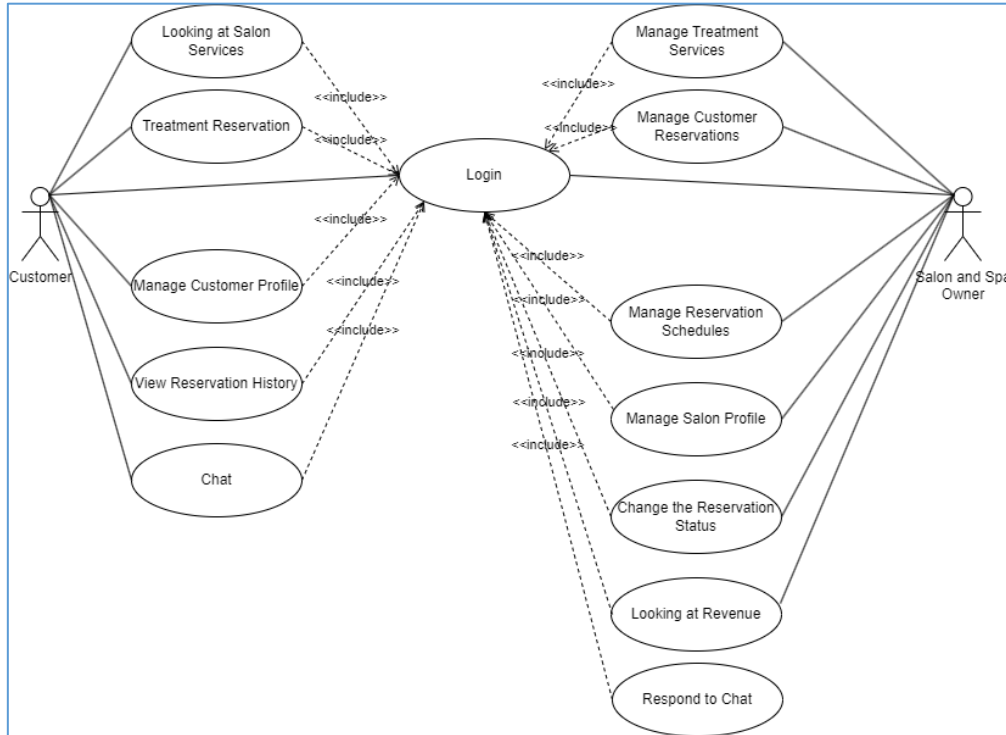 Looking at Salon
Services
Manage Treatment
Services
<<include>>
<<include>>
Treatment Reservation
<<include>>
<<include>>
Manage Customer
Reservations
Login
Customer
Salon and Spa
Owner
<<include>>
Manage Customer Profile
<<include>>
<<include>>
Manage Reservation
Schedules
<<include>>
<<include>>
<<include>>
View Reservation History
<<include>>
Manage Salon Profile
<<include>>
Chat
Change the Reservation
Status
Looking at Revenue
Respond to Chat